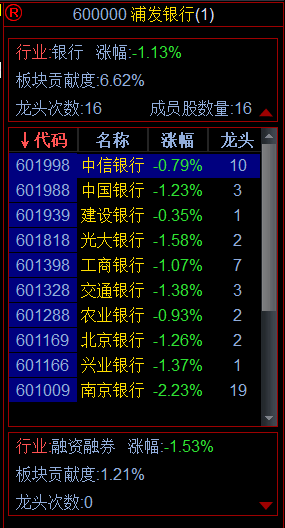 R 600000 浦发银行(1)
行业:银行 涨幅:-1.13%
板块贡献度:6.62%
龙头次数:16 成员股数量:16
↓代码 名称 涨幅 龙头
601998 中信银行 -0.79% 10
601988 中国银行 -1.23% 3
601939 建设银行 -0.35% 1
601818 光大银行 -1.58% 2
601398 工商银行 -1.07% 7
601328 交通银行 -1.38% 3
601288 农业银行 -0.93% 2
601169 北京银行 -1.26% 2
601166 兴业银行 -1.37% 1
601009 南京银行 -2.23% 19
行业:融资融券 涨幅:-1.53%
板块贡献度:1.21%
龙头次数:0